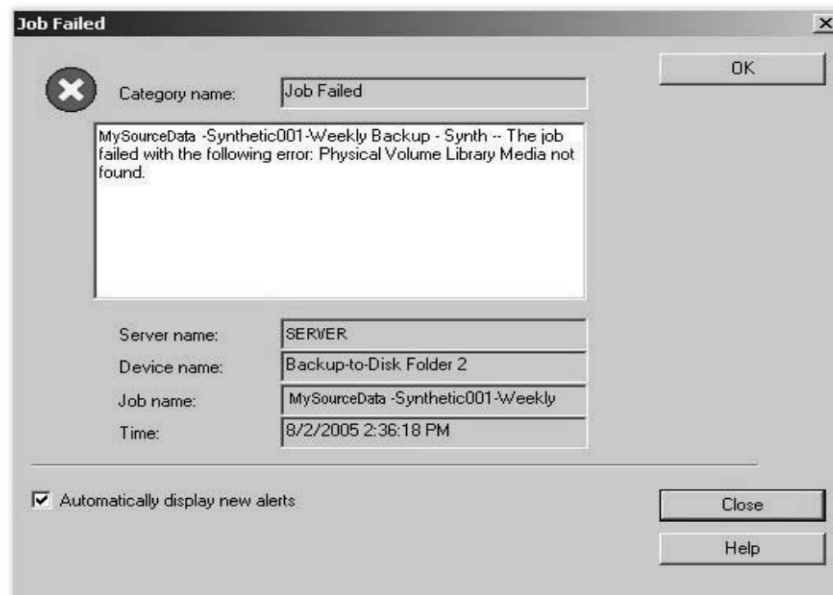 Job Failed
OK
Category name: Job Failed
MySourceData -Synthetic001-Weekly Backup - Synth -- The job
failed with the following error: Physical Volume Library Media not
found.
Server name: SERVER
Device name: Backup-to-Disk Folder 2
Job name: MySourceData -Synthetic001-Weekly
Time: 8/2/2005 2:36:18 PM
Automatically display new alerts
Close
Help